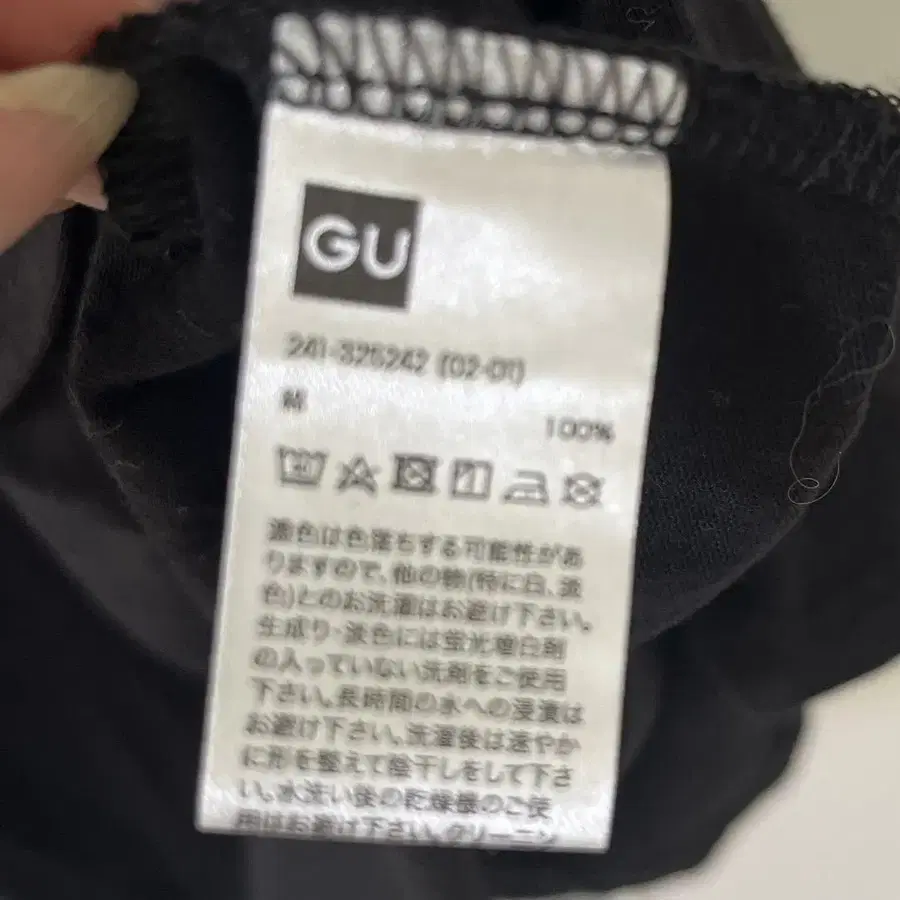 GU
241-325242 (02-01)
M
100%
濃色は色落ちする可能性があ
りますので、他の物(特に白、淡
色)とのお洗濯はお避け下さい。
生成り・淡色には蛍光増白剤
の入っていない洗剤をご使用
下さい。長時間の水への浸漬は
お避け下さい。洗濯後は速やか
に形を整えて陰干しをして下さ
い。水洗い後の乾燥機のご使
用はお避け下さい。クリーニン